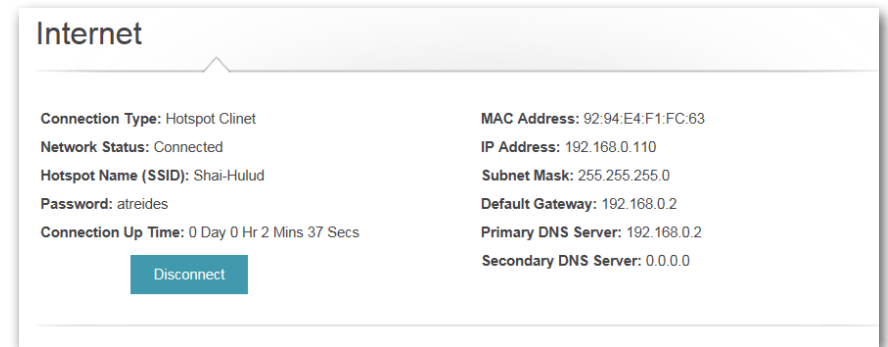 Internet
Connection Type: Hotspot Clinet
Network Status: Connected
Hotspot Name (SSID): Shai-Hulud
Password: atreides
Connection Up Time: 0 Day 0 Hr 2 Mins 37 Secs
Disconnect
MAC Address: 92:94:E4:F1:FC:63
IP Address: 192.168.0.110
Subnet Mask: 255.255.255.0
Default Gateway: 192.168.0.2
Primary DNS Server: 192.168.0.2
Secondary DNS Server: 0.0.0.0